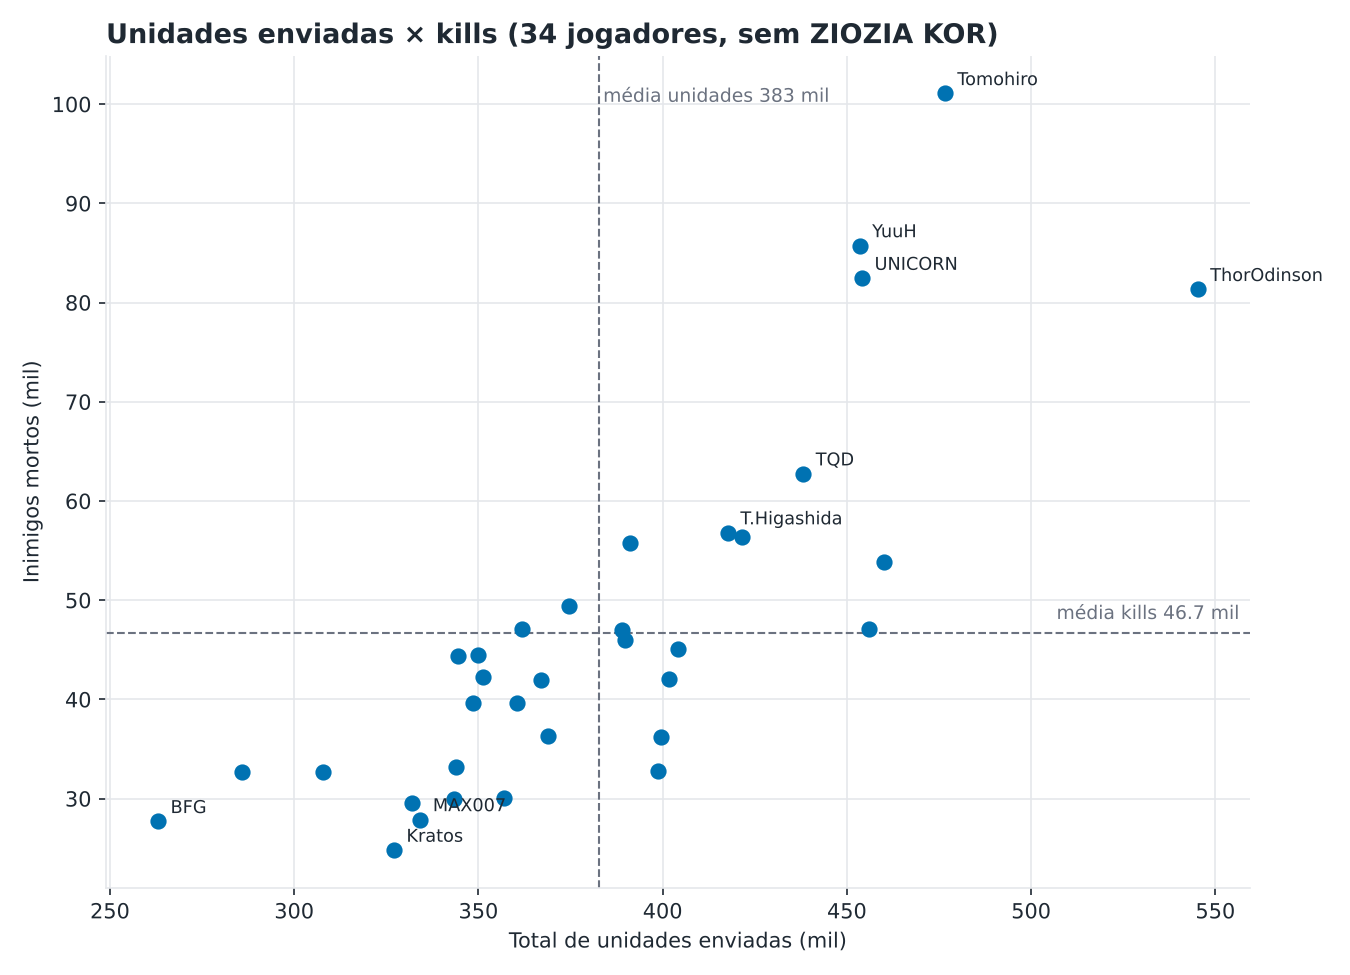 Unidades enviadas × kills (34 jogadores, sem ZIOZIA KOR)
Tomohiro
média unidades 383 mil
100
YuuH
90
UNICORN
ThorOdinson
80
70
TQD
T.Higashida
60
média kills 46.7 mil
50
40
30
BFG
MAX007
Kratos
Inimigos mortos (mil)
250
300
350
400
450
500
550
Total de unidades enviadas (mil)